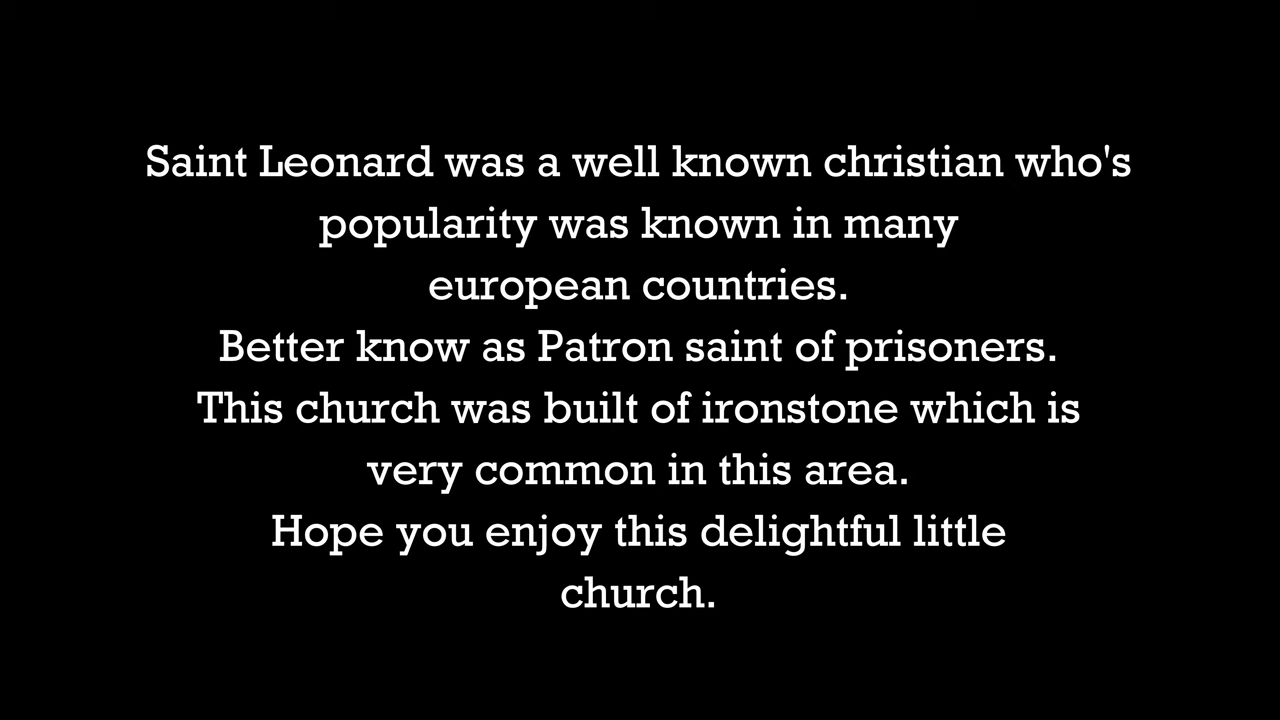 Saint Leonard was a well known christian who's
popularity was known in many
european countries.
Better know as Patron saint of prisoners.
This church was built of ironstone which is
very common in this area.
Hope you enjoy this delightful little
church.